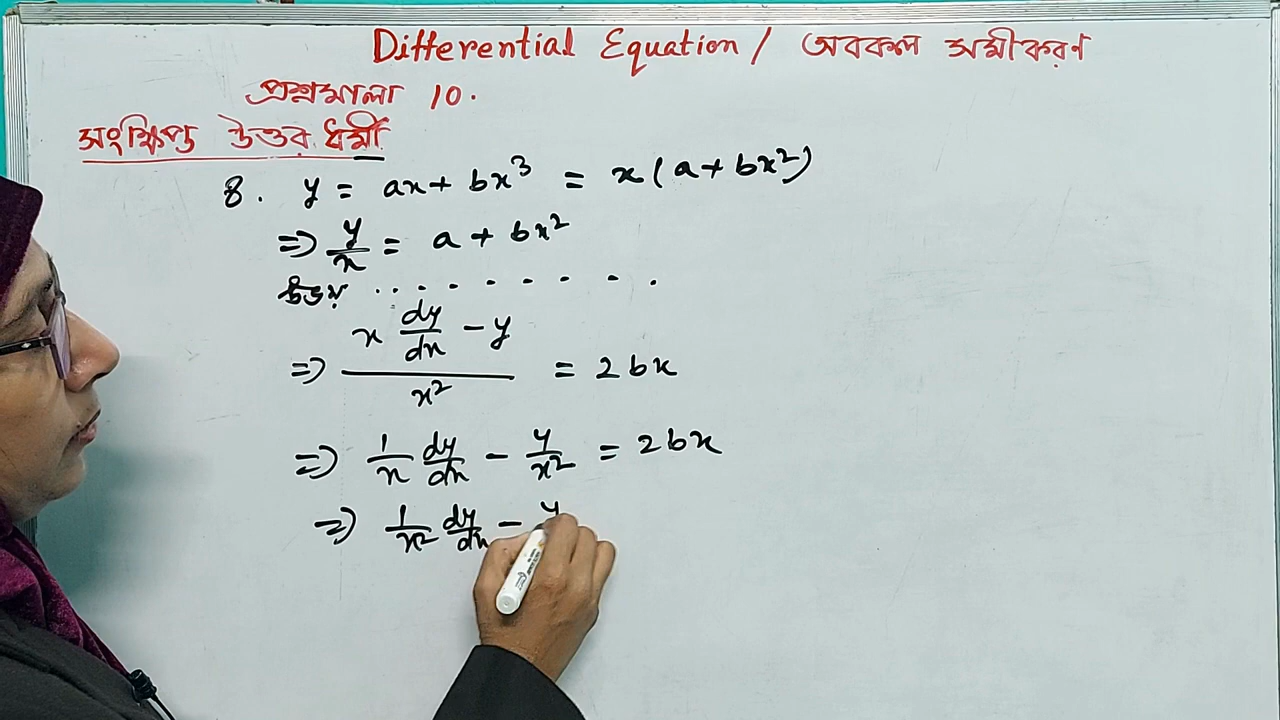 Differential Equation / অবকল সমীকরণ
প্রশ্নমালা 10.
সংক্ষিপ্ত উত্তর ধর্মী
8. y = ax + bx³ = x(a + bx²)
⇒ y/x = a + bx²
উভয় . . . . . . . . . .
⇒ (x dy/dx − y)/x² = 2bx
⇒ 1/x dy/dx − y/x² = 2bx
⇒ 1/x² dy/dx − y